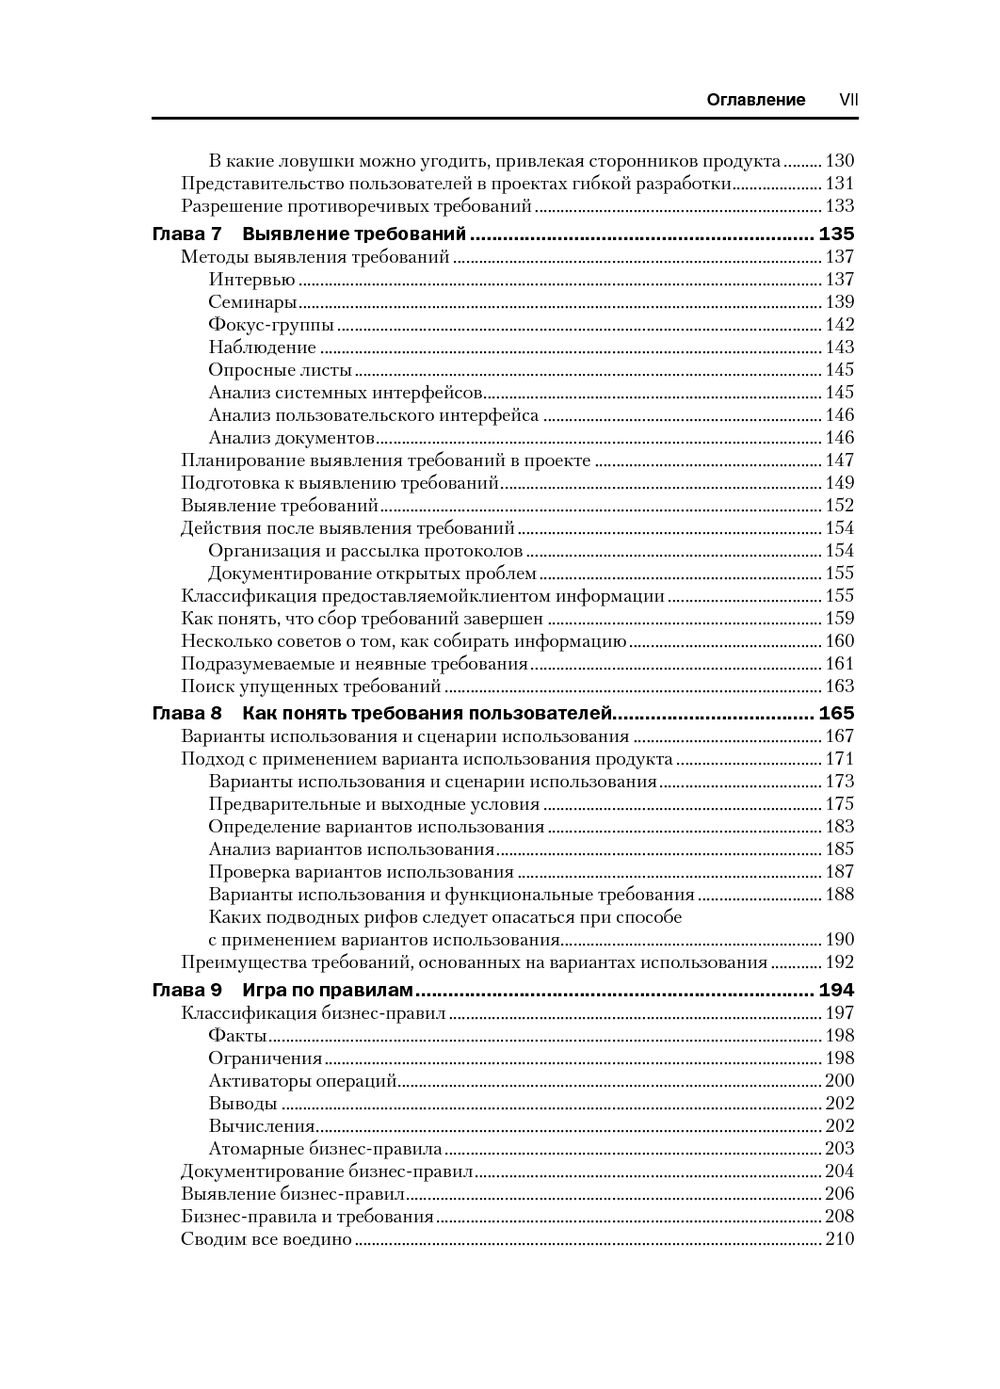 Оглавление VII
В какие ловушки можно угодить, привлекая сторонников продукта ......... 130
Представительство пользователей в проектах гибкой разработки..................... 131
Разрешение противоречивых требований .................................................................. 133
Глава 7 Выявление требований ............................................................... 135
Методы выявления требований ..................................................................................... 137
Интервью ......................................................................................................................... 137
Семинары......................................................................................................................... 139
Фокус-группы ................................................................................................................ 142
Наблюдение .................................................................................................................... 143
Опросные листы ............................................................................................................ 145
Анализ системных интерфейсов.............................................................................. 145
Анализ пользовательского интерфейса ................................................................ 146
Анализ документов....................................................................................................... 146
Планирование выявления требований в проекте .................................................... 147
Подготовка к выявлению требований.......................................................................... 149
Выявление требований...................................................................................................... 152
Действия после выявления требований ...................................................................... 154
Организация и рассылка протоколов .................................................................... 154
Документирование открытых проблем ................................................................. 155
Классификация предоставляемойклиентом информации .................................... 155
Как понять, что сбор требований завершен ............................................................... 159
Несколько советов о том, как собирать информацию ............................................. 160
Подразумеваемые и неявные требования ................................................................... 161
Поиск упущенных требований ....................................................................................... 163
Глава 8 Как понять требования пользователей..................................... 165
Варианты использования и сценарии использования ............................................ 167
Подход с применением варианта использования продукта .................................. 171
Варианты использования и сценарии использования ...................................... 173
Предварительные и выходные условия ................................................................ 175
Определение вариантов использования ............................................................... 183
Анализ вариантов использования........................................................................... 185
Проверка вариантов использования ...................................................................... 187
Варианты использования и функциональные требования ............................. 188
Каких подводных рифов следует опасаться при способе
с применением вариантов использования............................................................. 190
Преимущества требований, основанных на вариантах использования ............ 192
Глава 9 Игра по правилам......................................................................... 194
Классификация бизнес-правил ...................................................................................... 197
Факты................................................................................................................................ 198
Ограничения ................................................................................................................... 198
Активаторы операций.................................................................................................. 200
Выводы ............................................................................................................................. 202
Вычисления..................................................................................................................... 202
Атомарные бизнес-правила ....................................................................................... 203
Документирование бизнес-правил................................................................................ 204
Выявление бизнес-правил................................................................................................ 206
Бизнес-правила и требования ......................................................................................... 208
Сводим все воедино ............................................................................................................ 210